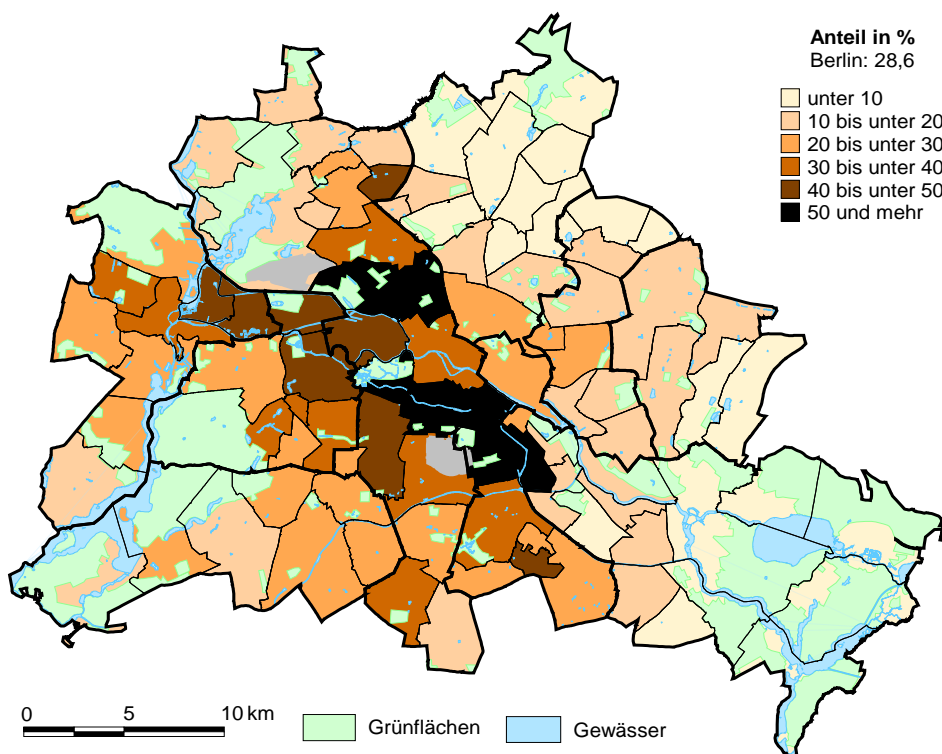 Anteil in %
Berlin: 28,6
unter 10
10 bis unter 20
20 bis unter 30
30 bis unter 40
40 bis unter 50
50 und mehr
0 5 10 km
Grünflächen Gewässer